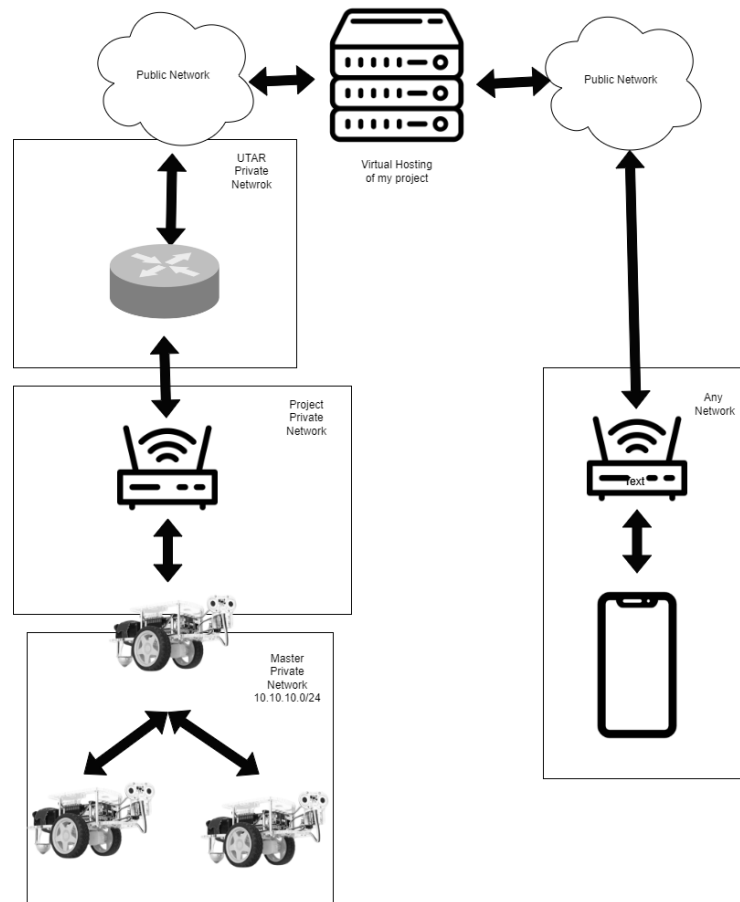 Public Network
Public Network
Virtual Hosting
of my project
UTAR
Private
Netwrok
Project
Private
Network
Any
Network
Text
Master
Private
Network
10.10.10.0/24